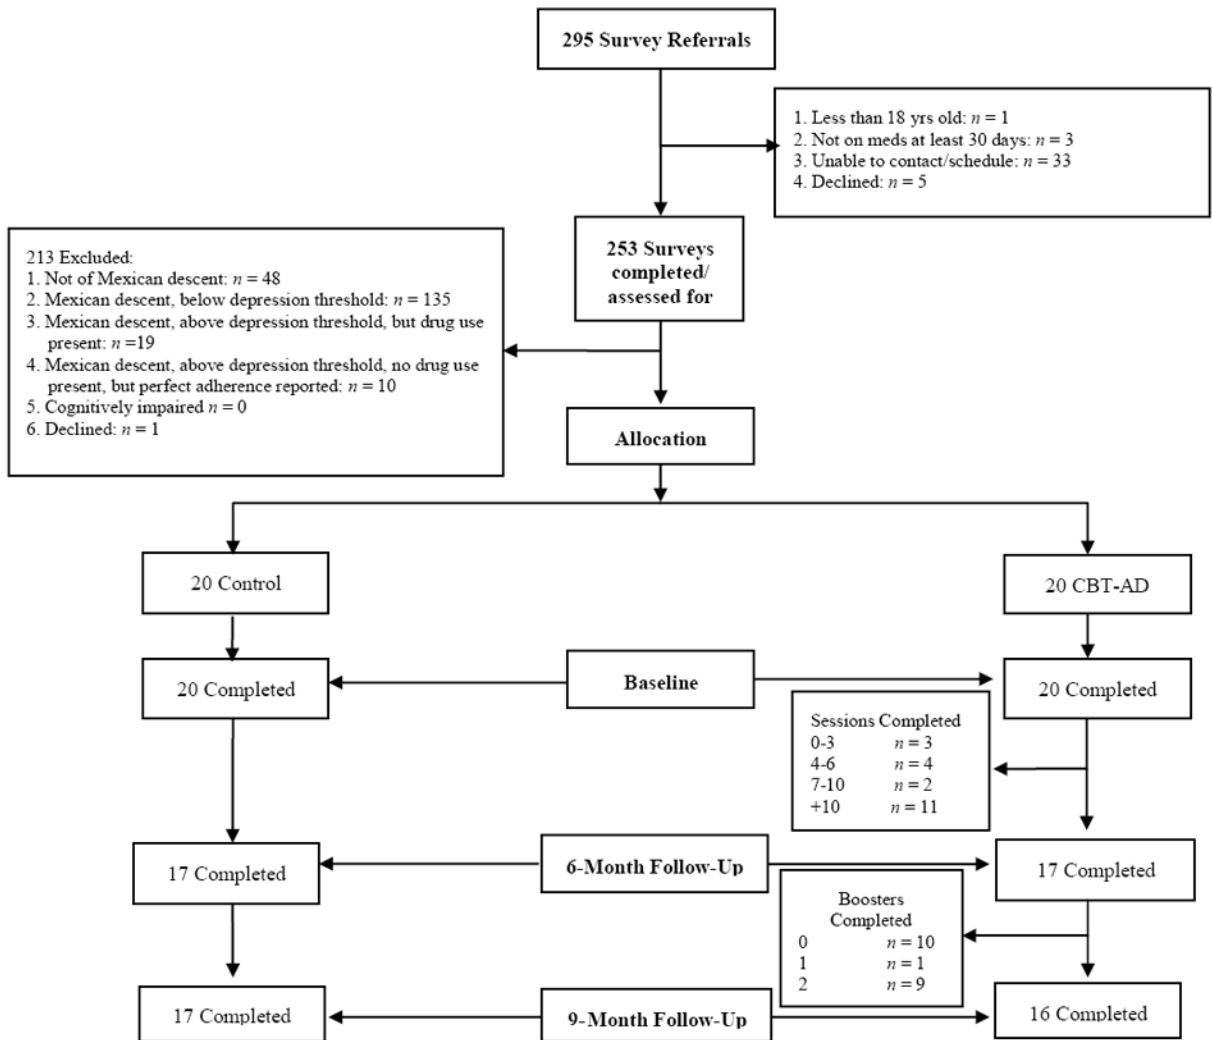 295 Survey Referrals
1. Less than 18 yrs old: n = 1
2. Not on meds at least 30 days: n = 3
3. Unable to contact/schedule: n = 33
4. Declined: n = 5
253 Surveys
completed/
assessed for
213 Excluded:
1. Not of Mexican descent: n = 48
2. Mexican descent, below depression threshold: n = 135
3. Mexican descent, above depression threshold, but drug use
present: n =19
4. Mexican descent, above depression threshold, no drug use
present, but perfect adherence reported: n = 10
5. Cognitively impaired n = 0
6. Declined: n = 1
Allocation
20 Control
20 CBT-AD
20 Completed
Baseline
20 Completed
Sessions Completed
0-3 n = 3
4-6 n = 4
7-10 n = 2
+10 n = 11
17 Completed
6-Month Follow-Up
17 Completed
Boosters
Completed
0 n = 10
1 n = 1
2 n = 9
17 Completed
9-Month Follow-Up
16 Completed